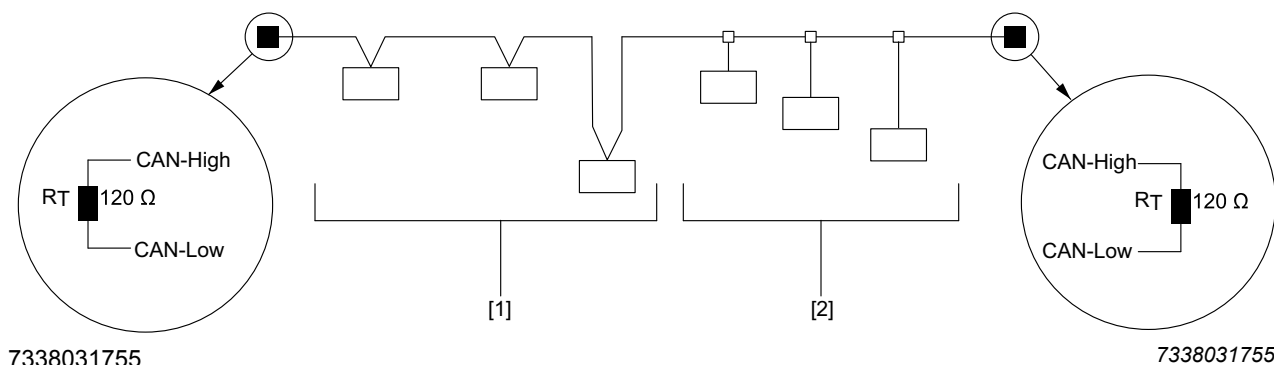 CAN-High
RT 120 Ω
CAN-Low
CAN-High
RT 120 Ω
CAN-Low
[1]
[2]
7338031755
7338031755